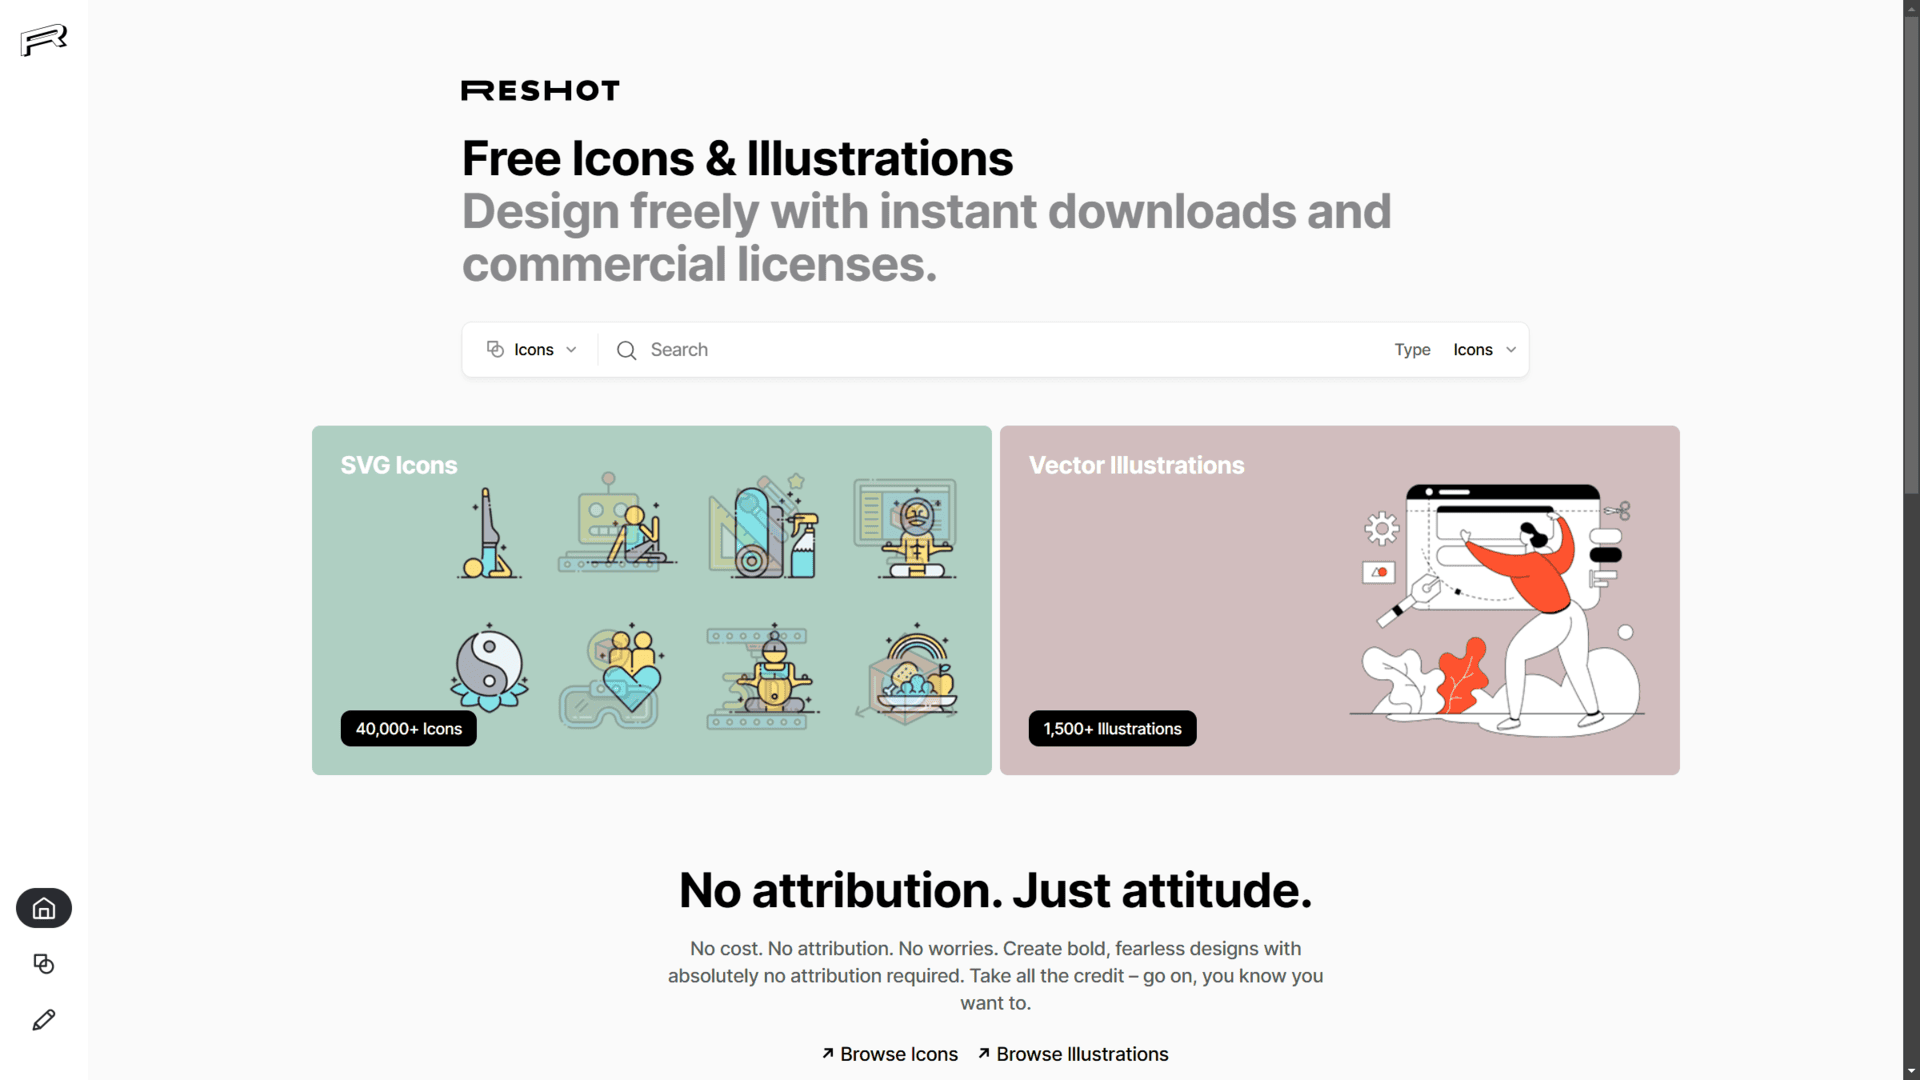 RESHOT
Free Icons & Illustrations
Design freely with instant downloads and
commercial licenses.
Icons
Search
Type
Icons
SVG Icons
40,000+ Icons
Vector Illustrations
1,500+ Illustrations
No attribution. Just attitude.
No cost. No attribution. No worries. Create bold, fearless designs with
absolutely no attribution required. Take all the credit – go on, you know you
want to.
Browse Icons
Browse Illustrations